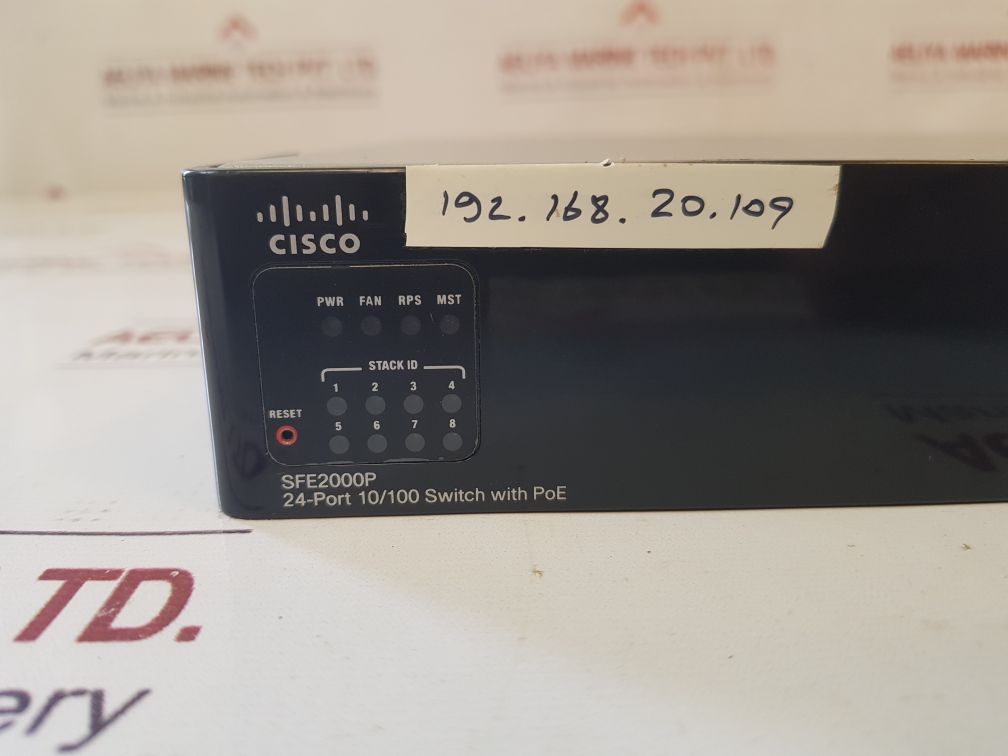 192.168.20.109
CISCO
PWR FAN RPS MST
STACK ID
1 2 3 4
RESET
5 6 7 8
SFE2000P
24-Port 10/100 Switch with PoE
TD.
ery